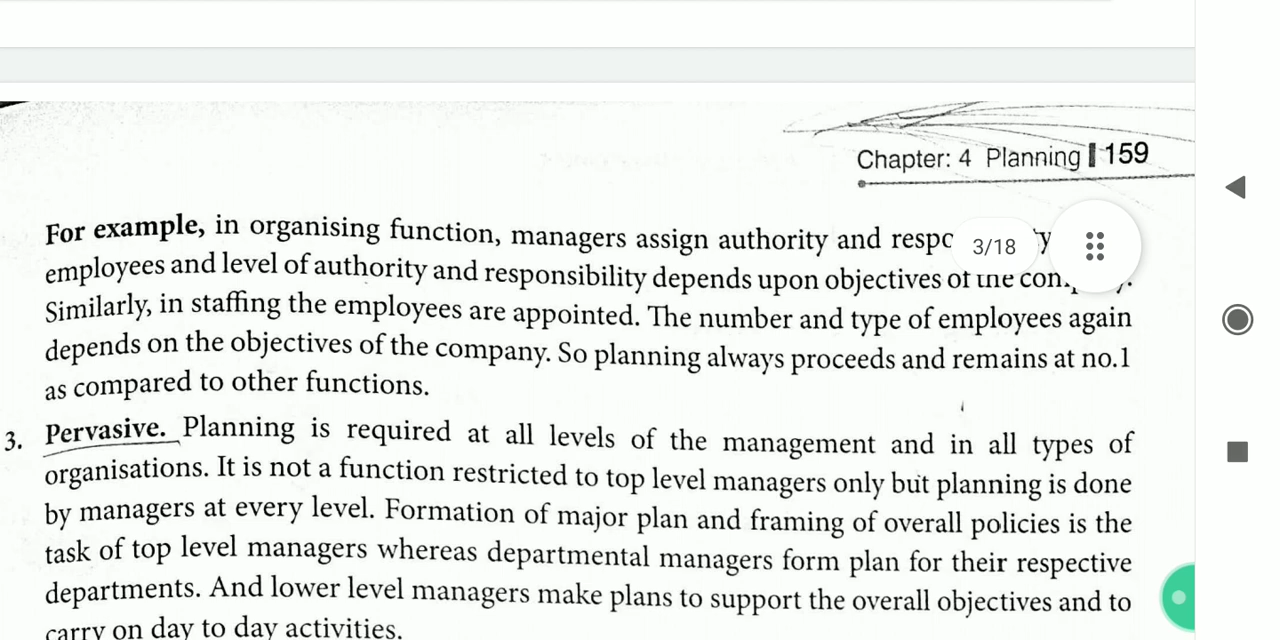 Chapter: 4 Planning 159
For example, in organising function, managers assign authority and
3/18
employees and level of authority and responsibility depends upon objectives of the
Similarly, in staffing the employees are appointed. The number and type of employees again
depends on the objectives of the company. So planning always proceeds and remains at no.1
as compared to other functions.
3. Pervasive. Planning is required at all levels of the management and in all types of
organisations. It is not a function restricted to top level managers only but planning is done
by managers at every level. Formation of major plan and framing of overall policies is the
task of top level managers whereas departmental managers form plan for their respective
departments. And lower level managers make plans to support the overall objectives and to
carry on day to day activities.